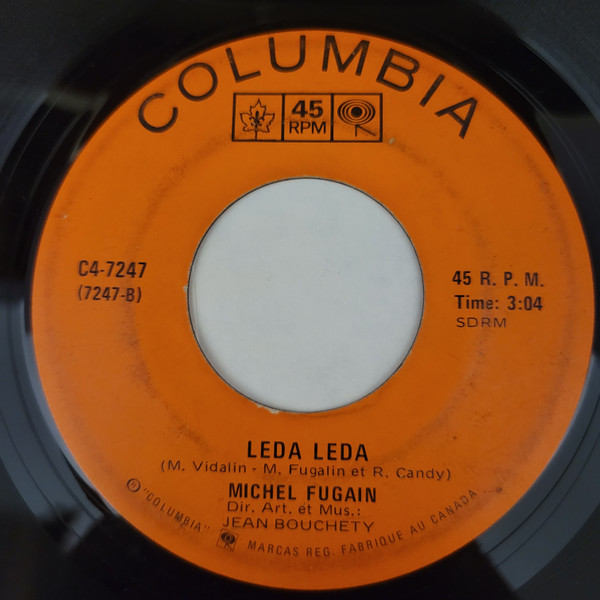 COLUMBIA
45
RPM
C4-7247
(7247-B)
45 R. P. M.
Time: 3:04
SDRM
LEDA LEDA
(M. Vidalin - M. Fugalin et R. Candy)
MICHEL FUGAIN
Dir. Art. et Mus.:
JEAN BOUCHETY
"COLUMBIA" MARCAS REG. FABRIQUE AU CANADA